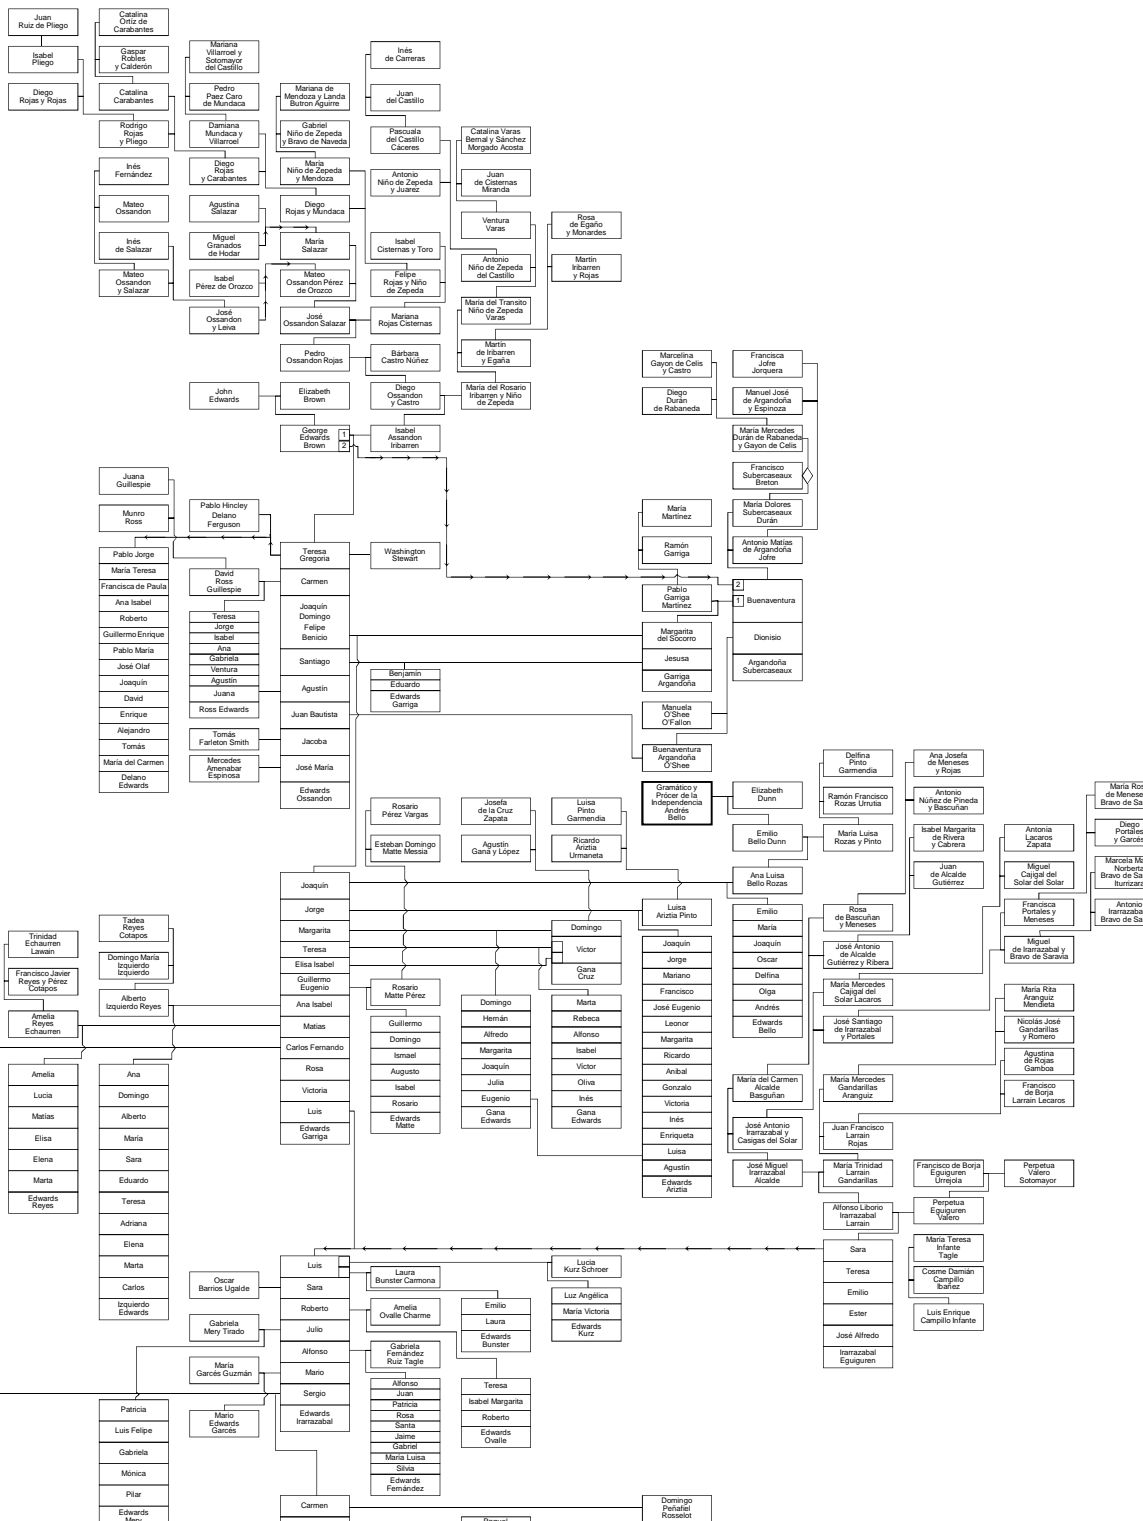 Juan
Ruiz de Pliego
Catalina
Ortiz de
Carabantes
Isabel
Pliego
Gaspar
Robles
y Calderón
Mariana
Villarroel y
Sotomayor
del Castillo
Inés
de Carreras
Diego
Rojas y Rojas
Catalina
Carabantes
Pedro
Paez Caro
de Mundaca
Mariana de
Mendoza y Landa
Butron Aguirre
Juan
del Castillo
Rodrigo
Rojas
y Pliego
Damiana
Mundaca y
Villarroel
Gabriel
Niño de Zepeda
y Bravo de Naveda
Pascuala
del Castillo
Cáceres
Catalina Varas
Bernal y Sánchez
Morgado Acosta
Inés
Fernández
Diego
Rojas
y Carabantes
María
Niño de Zepeda
y Mendoza
Antonio
Niño de Zepeda
y Juarez
Juan
de Cisternas
Miranda
Mateo
Ossandon
Agustina
Salazar
Diego
Rojas y Mundaca
Ventura
Varas
Rosa
de Egaño
y Monardes
Inés
de Salazar
Miguel
Granados
de Hodar
María
Salazar
Isabel
Cisternas y Toro
Antonio
Niño de Zepeda
del Castillo
Martín
Iribarren
y Rojas
Mateo
Ossandon
y Salazar
Isabel
Pérez de Orozco
Mateo
Ossandon Pérez
de Orozco
Felipe
Rojas y Niño
de Zepeda
José
Ossandon
y Leiva
José
Ossandon Salazar
Mariana
Rojas Cisternas
María del Transito
Niño de Zepeda
Varas
Pedro
Ossandon Rojas
Bárbara
Castro Núñez
Martín
de Iribarren
y Egaña
Marcelina
Gayon de Celis
y Castro
Francisca
Jofre
Jorquera
John
Edwards
Elizabeth
Brown
Diego
Ossandon
y Castro
María del Rosario
Iribarren y Niño
de Zepeda
Diego
Durán
de Rabaneda
Manuel José
de Argandoña
y Espinoza
George
Edwards
Brown
1
2
Isabel
Assandon
Iribarren
María Mercedes
Durán de Rabaneda
y Gayon de Celis
Francisco
Subercaseaux
Breton
Juana
Guillespie
Munro
Ross
Pablo Hincley
Delano
Ferguson
María
Martínez
María Dolores
Subercaseaux
Durán
Ramón
Garriga
Antonio Matías
de Argandoña
Jofre
Pablo Jorge
María Teresa
Francisca de Paula
Ana Isabel
Roberto
Guillermo Enrique
Pablo María
José Olaf
Joaquín
David
Enrique
Alejandro
Tomás
María del Carmen
Delano
Edwards
David
Ross
Guillespie
Teresa
Jorge
Isabel
Ana
Gabriela
Ventura
Agustín
Juana
Ross Edwards
Tomás
Farleton Smith
Mercedes
Amenabar
Espinosa
Teresa
Gregoria
Carmen
Joaquín
Domingo
Felipe
Benicio
Santiago
Agustín
Juan Bautista
Jacoba
José María
Edwards
Ossandon
Washington
Stewart
Benjamín
Eduardo
Edwards
Garriga
Pablo
Garriga
Martínez
2
1
Buenaventura
Dionisio
Argandoña
Subercaseaux
Margarita
del Socorro
Jesusa
Garriga
Argandoña
Manuela
O'Shee
O'Fallon
Buenaventura
Argandoña
O'Shee
Gramático y
Prócer de la
Independencia
Andrés
Bello
Elizabeth
Dunn
Emilio
Bello Dunn
Delfina
Pinto
Garmendia
Ramón Francisco
Rozas Urrutia
María Luisa
Rozas y Pinto
Ana Josefa
de Meneses
y Rojas
Antonio
Núñez de Pineda
y Bascuñan
Isabel Margarita
de Rivera
y Cabrera
Juan
de Alcalde
Gutiérrez
Antonia
Lacaros
Zapata
Miguel
Cajigal del
Solar del Solar
María Ros
de Menese
Bravo de Sa
Diego
Portales
y Garcés
Marcela Ma
Norberta
Bravo de Sa
Iturrizara
Antonio
Irarrazaba
Bravo de Sa
Rosario
Pérez Vargas
Esteban Domingo
Matte Messia
Josefa
de la Cruz
Zapata
Agustín
Gana y López
Luisa
Pinto
Garmendia
Ricardo
Ariztia
Urmaneta
Ana Luisa
Bello Rozas
Luisa
Ariztia Pinto
Rosa
de Bascuñan
y Meneses
Francisca
Portales y
Meneses
José Antonio
de Alcalde
Gutiérrez y Ribera
Miguel
de Irarrazabal y
Bravo de Saravia
María Mercedes
Cajigal del
Solar Lacaros
José Santiago
de Irarrazabal
y Portales
María Rita
Aranguiz
Mendieta
Nicolás José
Gandarillas
y Romero
Agustina
de Rojas
Gamboa
Francisco
de Borja
Larrain Lecaros
Trinidad
Echaurren
Lawain
Francisco Javier
Reyes y Pérez
Cotapos
Amelia
Reyes
Echaurren
Tadea
Reyes
Cotapos
Domingo María
Izquierdo
Izquierdo
Alberto
Izquierdo Reyes
Joaquín
Jorge
Margarita
Teresa
Elisa Isabel
Guillermo
Eugenio
Ana Isabel
Matias
Carlos Fernando
Rosa
Victoria
Luis
Edwards
Garriga
Rosario
Matte Pérez
Guillermo
Domingo
Ismael
Augusto
Isabel
Rosario
Edwards
Matte
Domingo
Víctor
Gana
Cruz
Domingo
Hernán
Alfredo
Margarita
Joaquín
Julia
Eugenio
Gana
Edwards
Marta
Rebeca
Alfonso
Isabel
Víctor
Oliva
Inés
Gana
Edwards
Joaquín
Jorge
Mariano
Francisco
José Eugenio
Leonor
Margarita
Ricardo
Anibal
Gonzalo
Victoria
Inés
Enriqueta
Luisa
Agustín
Edwards
Ariztia
Emilio
María
Joaquín
Oscar
Delfina
Olga
Andrés
Edwards
Bello
María del Carmen
Alcalde
Basguñan
José Antonio
Irarrazabal y
Casigas del Solar
José Miguel
Irarrazabal
Alcalde
María Mercedes
Gandarillas
Aranguiz
Juan Francisco
Larrain
Rojas
María Trinidad
Larrain
Gandarillas
Francisco de Borja
Eguiguren
Urrejola
Perpetua
Valero
Sotomayor
Alfonso Liborio
Irarrazabal
Larrain
Perpetua
Eguiguren
Valero
Amelia
Lucia
Matías
Elisa
Elena
Marta
Edwards
Reyes
Ana
Domingo
Alberto
María
Sara
Eduardo
Teresa
Adriana
Elena
Marta
Carlos
Izquierdo
Edwards
Sara
Teresa
Emilio
Ester
José Alfredo
Irarrazabal
Eguiguren
María Teresa
Infante
Tagle
Cosme Damián
Campillo
Ibañez
Luis Enrique
Campillo Infante
Oscar
Barrios Ugalde
Gabriela
Mery Tirado
María
Garcés Guzmán
Mario
Edwards
Garcés
Luis
Sara
Roberto
Julio
Alfonso
Mario
Sergio
Edwards
Irarrazabal
Laura
Bunster Carmona
Amelia
Ovalle Charme
Gabriela
Fernández
Ruiz Tagle
Alfonso
Juan
Patricia
Rosa
Santa
Jaime
Gabriel
María Luisa
Silvia
Edwards
Fernández
Emilio
Laura
Edwards
Bunster
Teresa
Isabel Margarita
Roberto
Edwards
Ovalle
Lucia
Kurz Schroer
Luz Angélica
María Victoria
Edwards
Kurz
Patricia
Luis Felipe
Gabriela
Mónica
Pilar
Edwards
Mery
Carmen
Domingo
Peñafiel
Rosselot